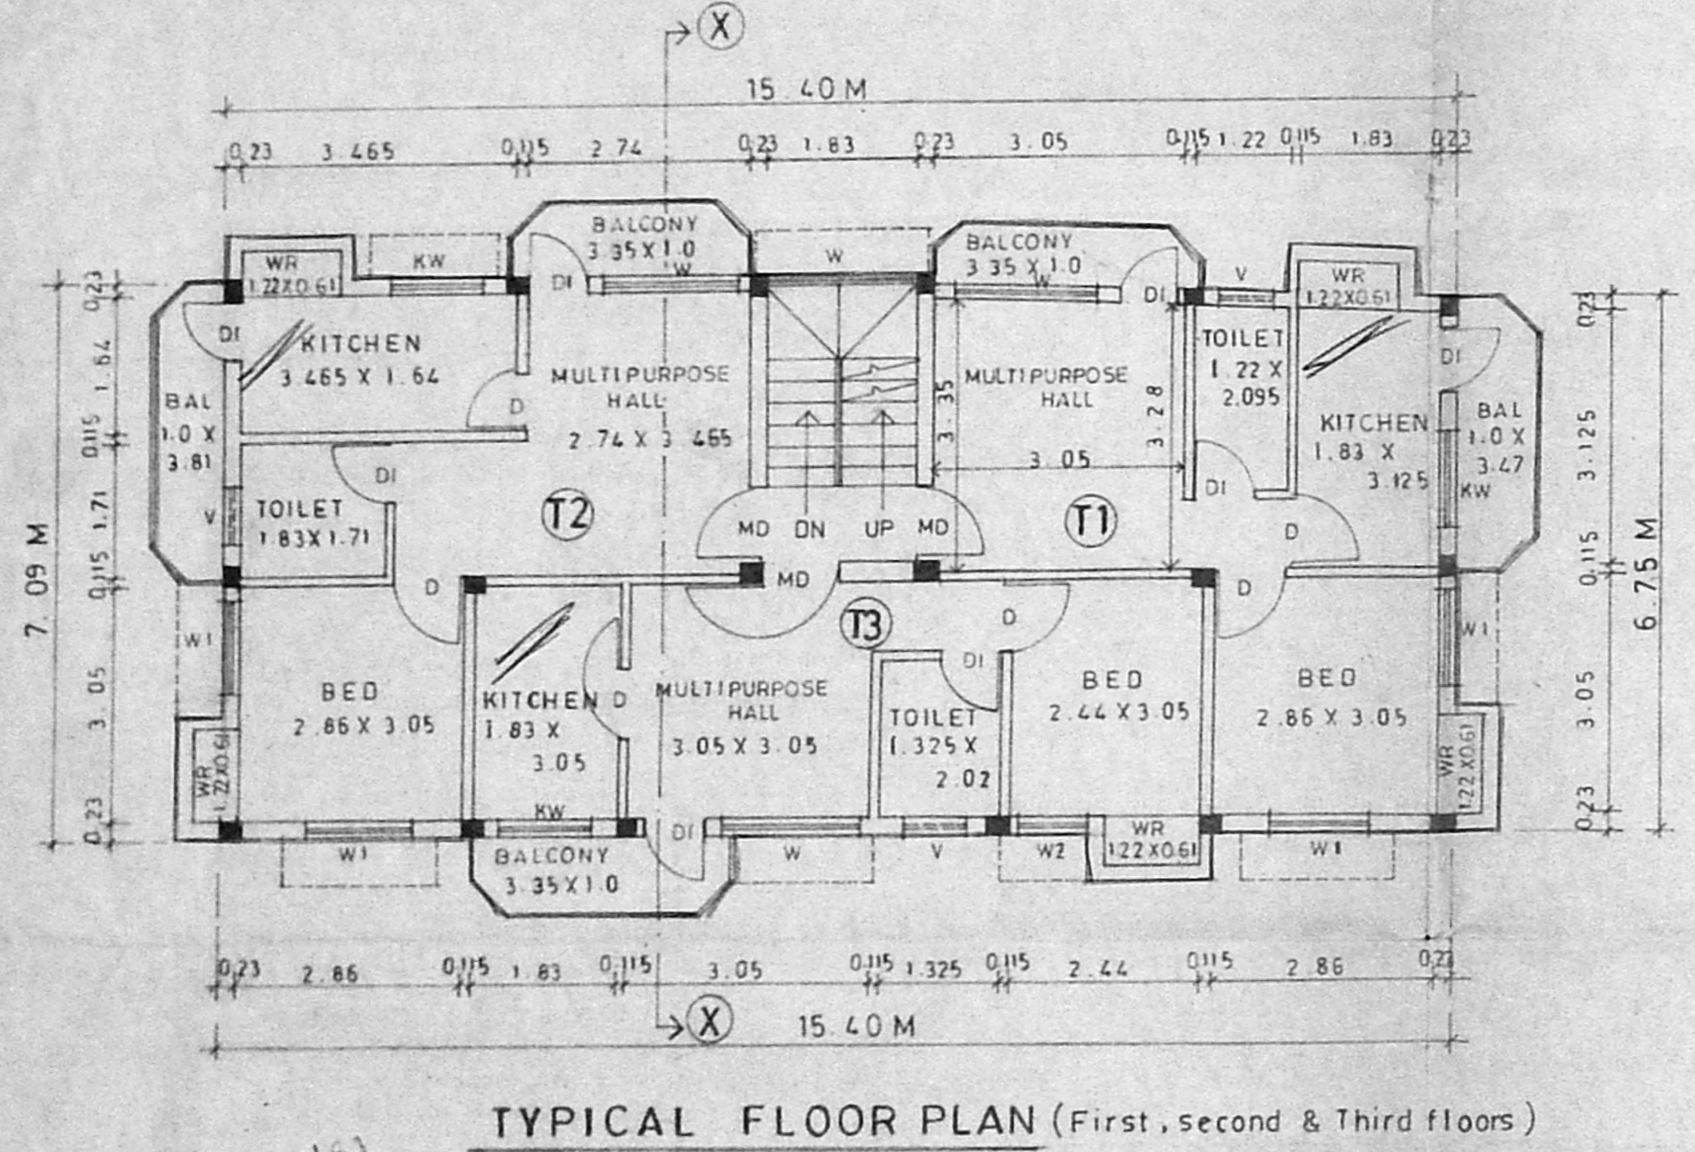 X
15.40 M
0.23 3.465 0.115 2.74 0.23 1.83 0.23 3.05 0.115 1.22 0.115 1.83 0.23
BALCONY
3.35 X 1.0
W
W
BALCONY
3.35 X 1.0
W
WR
1.22X0.61
KW
DI
DI
V
WR
1.22X0.61
0.23
1.64
0.115
1.71
0.115
3.05
0.23
7.09 M
DI
KITCHEN
3.465 X 1.64
D
MULTIPURPOSE
HALL
2.74 X 3.465
MULTIPURPOSE
HALL
3.35
3.28
3.05
TOILET
1.22 X
2.095
KITCHEN
1.83 X
3.125
DI
BAL
1.0 X
3.81
V
BAL
1.0 X
3.47
KW
0.23
3.125
0.115
3.05
0.23
6.75 M
DI
TOILET
1.83X1.71
T2
MD
DN
UP
MD
T1
DI
D
D
MD
T3
D
D
W1
W1
BED
2.86 X 3.05
KITCHEN
1.83 X
3.05
D
MULTIPURPOSE
HALL
3.05 X 3.05
DI
TOILET
1.325 X
2.02
BED
2.44 X 3.05
BED
2.86 X 3.05
WR
1.22X0.61
WR
1.22X0.61
W1
KW
BALCONY
3.35X1.0
DI
W
V
W2
WR
1.22X0.61
W1
0.23 2.86 0.115 1.83 0.115 3.05 0.115 1.325 0.115 2.44 0.115 2.86 0.23
X
15.40 M
TYPICAL FLOOR PLAN (First, second & Third floors)